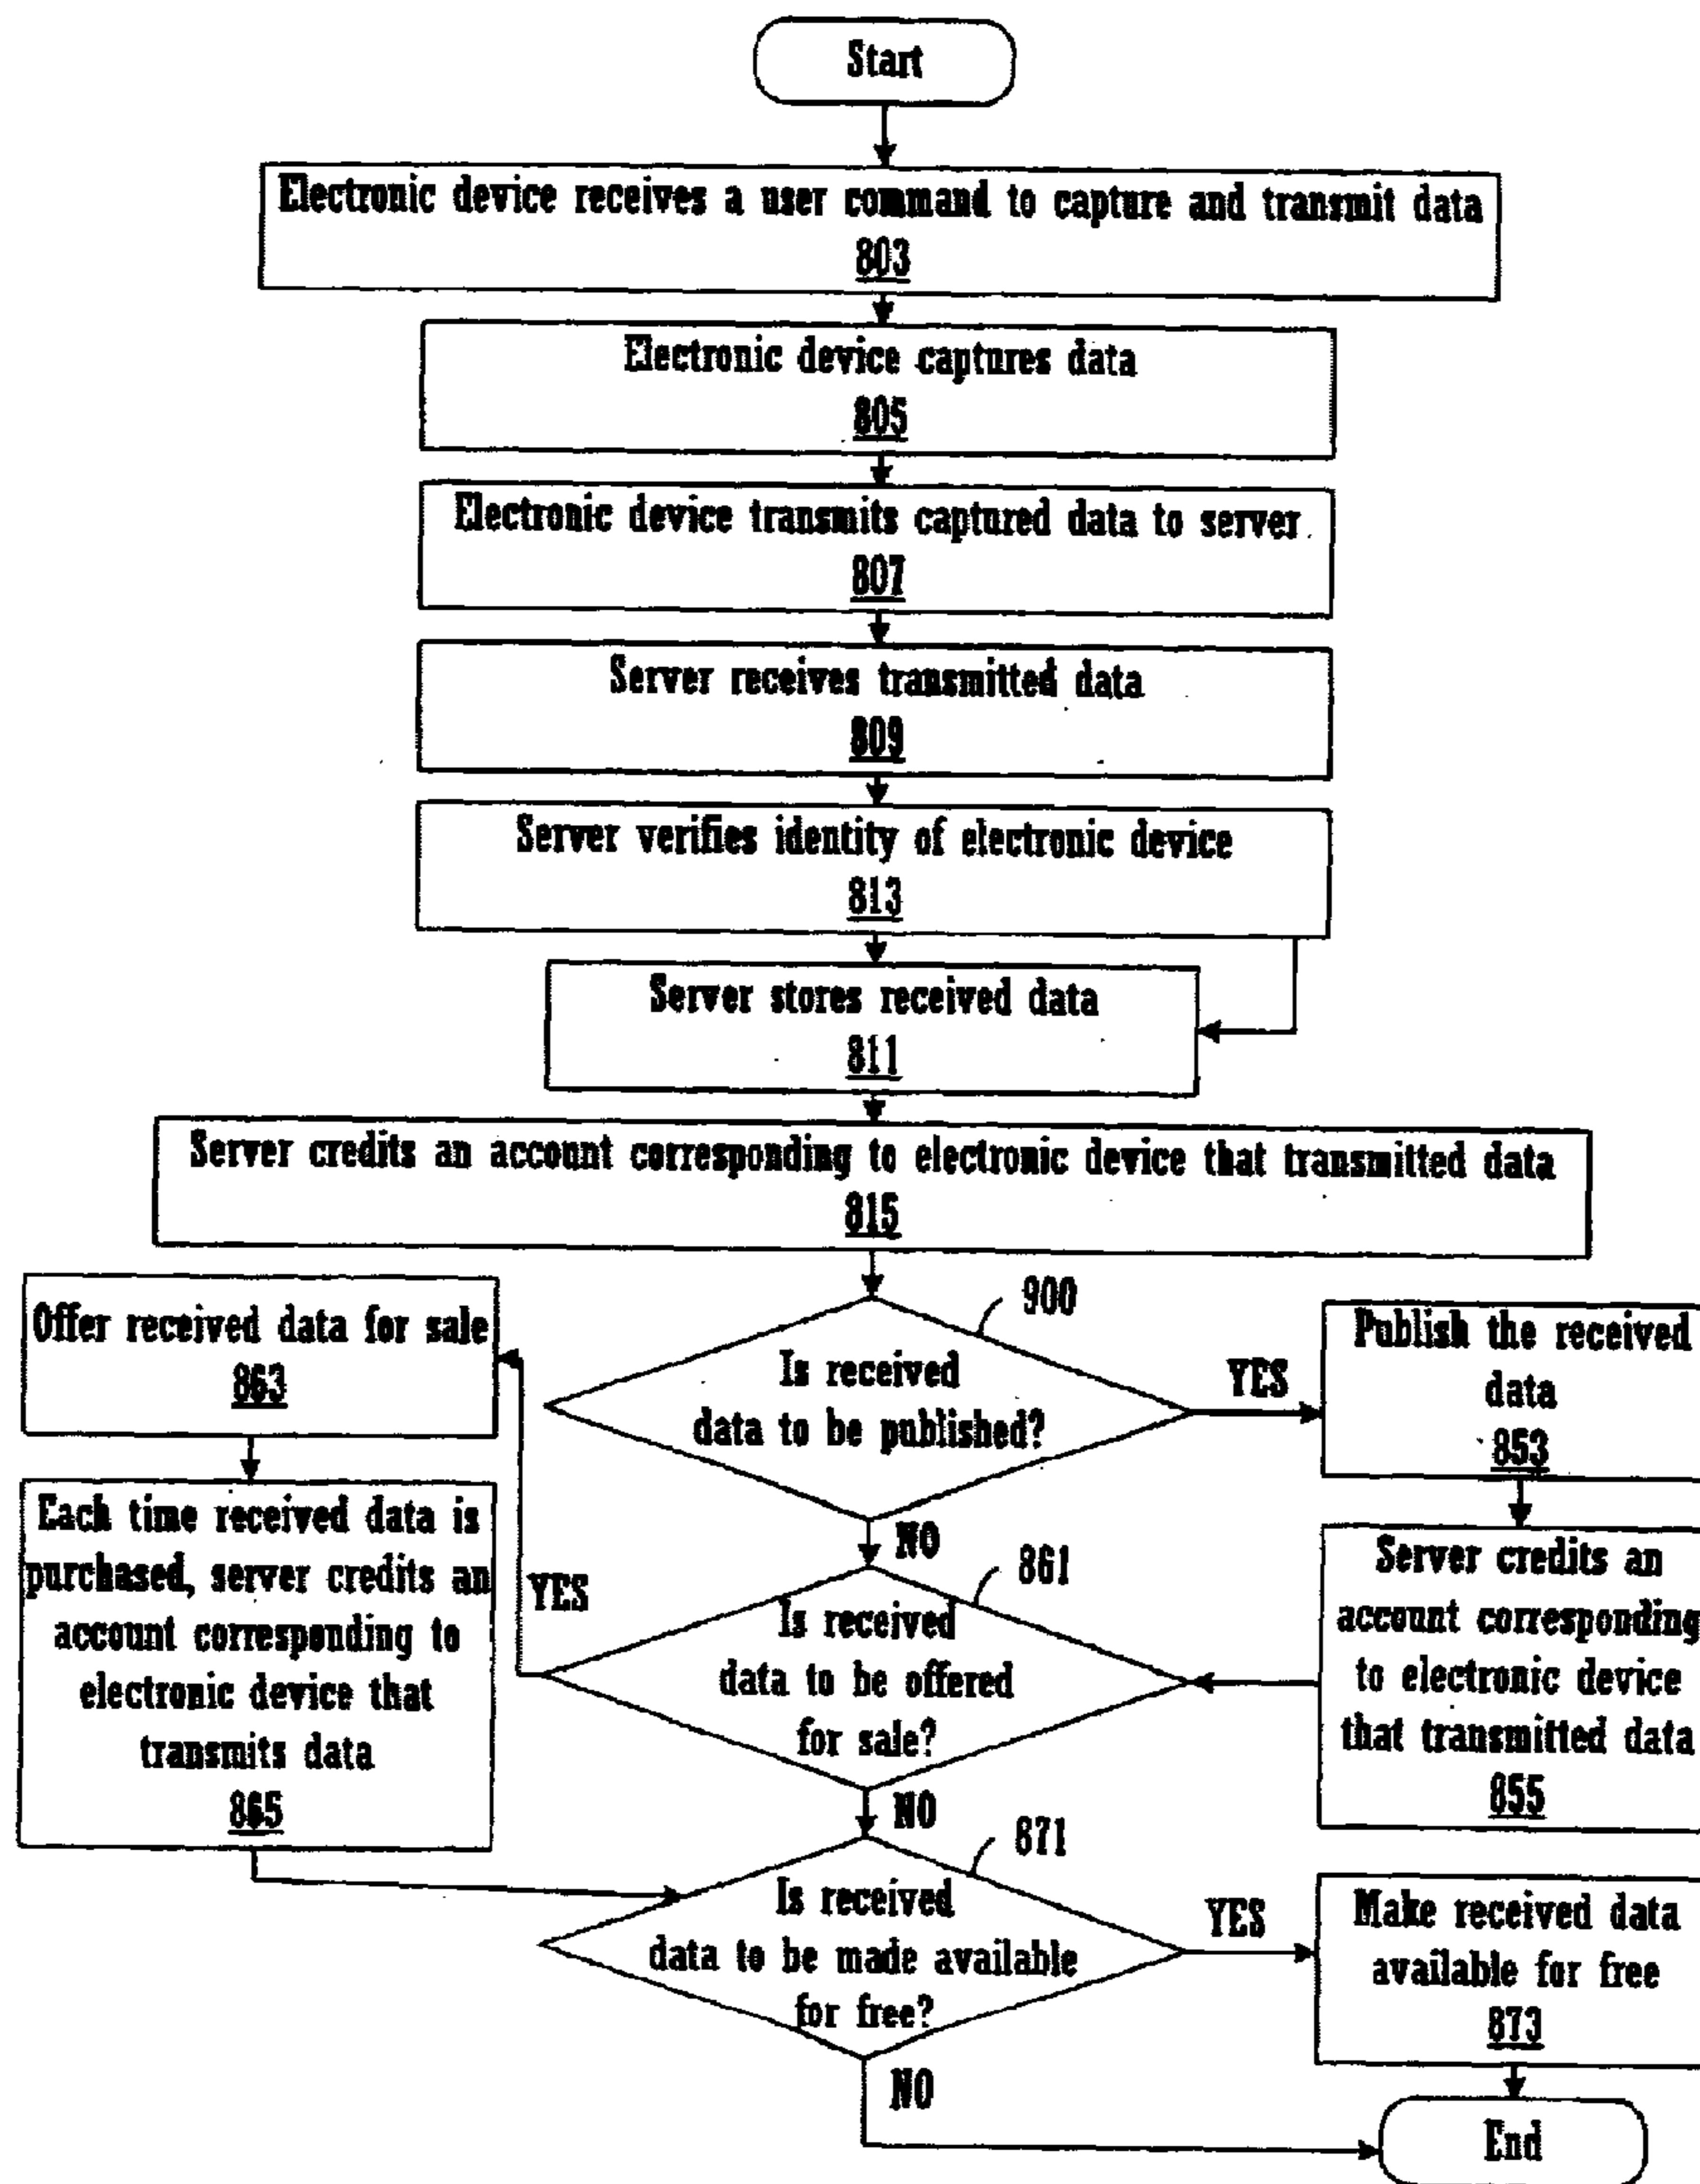 Start
Electronic device receives a user command to capture and transmit data
803
Electronic device captures data
805
Electronic device transmits captured data to server
807
Server receives transmitted data
809
Server verifies identity of electronic device
813
Server stores received data
811
Server credits an account corresponding to electronic device that transmitted data
815
900
Is received
data to be published?
YES
NO
Publish the received
data
853
Server credits an
account corresponding
to electronic device
that transmitted data
855
861
Is received
data to be offered
for sale?
YES
NO
Offer received data for sale
863
Each time received data is
purchased, server credits an
account corresponding to
electronic device that
transmits data
865
871
Is received
data to be made available
for free?
YES
NO
Make received data
available for free
873
End